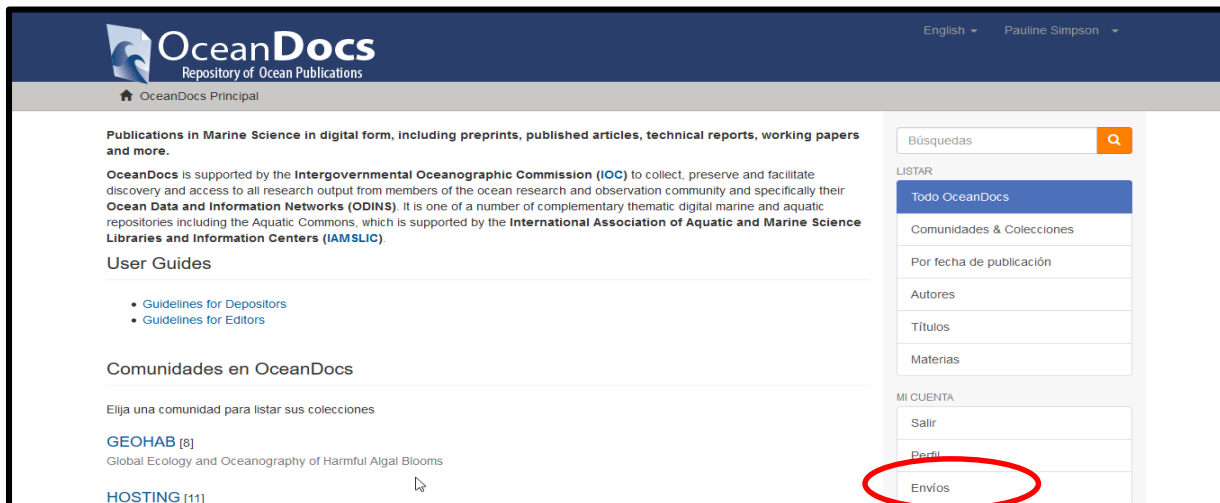 OceanDocs
Repository of Ocean Publications
English
Pauline Simpson
OceanDocs Principal
Publications in Marine Science in digital form, including preprints, published articles, technical reports, working papers
and more.
OceanDocs is supported by the Intergovernmental Oceanographic Commission (IOC) to collect, preserve and facilitate
discovery and access to all research output from members of the ocean research and observation community and specifically their
Ocean Data and Information Networks (ODINS). It is one of a number of complementary thematic digital marine and aquatic
repositories including the Aquatic Commons, which is supported by the International Association of Aquatic and Marine Science
Libraries and Information Centers (IAMSLIC).
User Guides
Guidelines for Depositors
Guidelines for Editors
Comunidades en OceanDocs
Elija una comunidad para listar sus colecciones
GEOHAB [8]
Global Ecology and Oceanography of Harmful Algal Blooms
HOSTING [11]
Búsquedas
LISTAR
Todo OceanDocs
Comunidades & Colecciones
Por fecha de publicación
Autores
Títulos
Materias
MI CUENTA
Salir
Perfil
Envíos